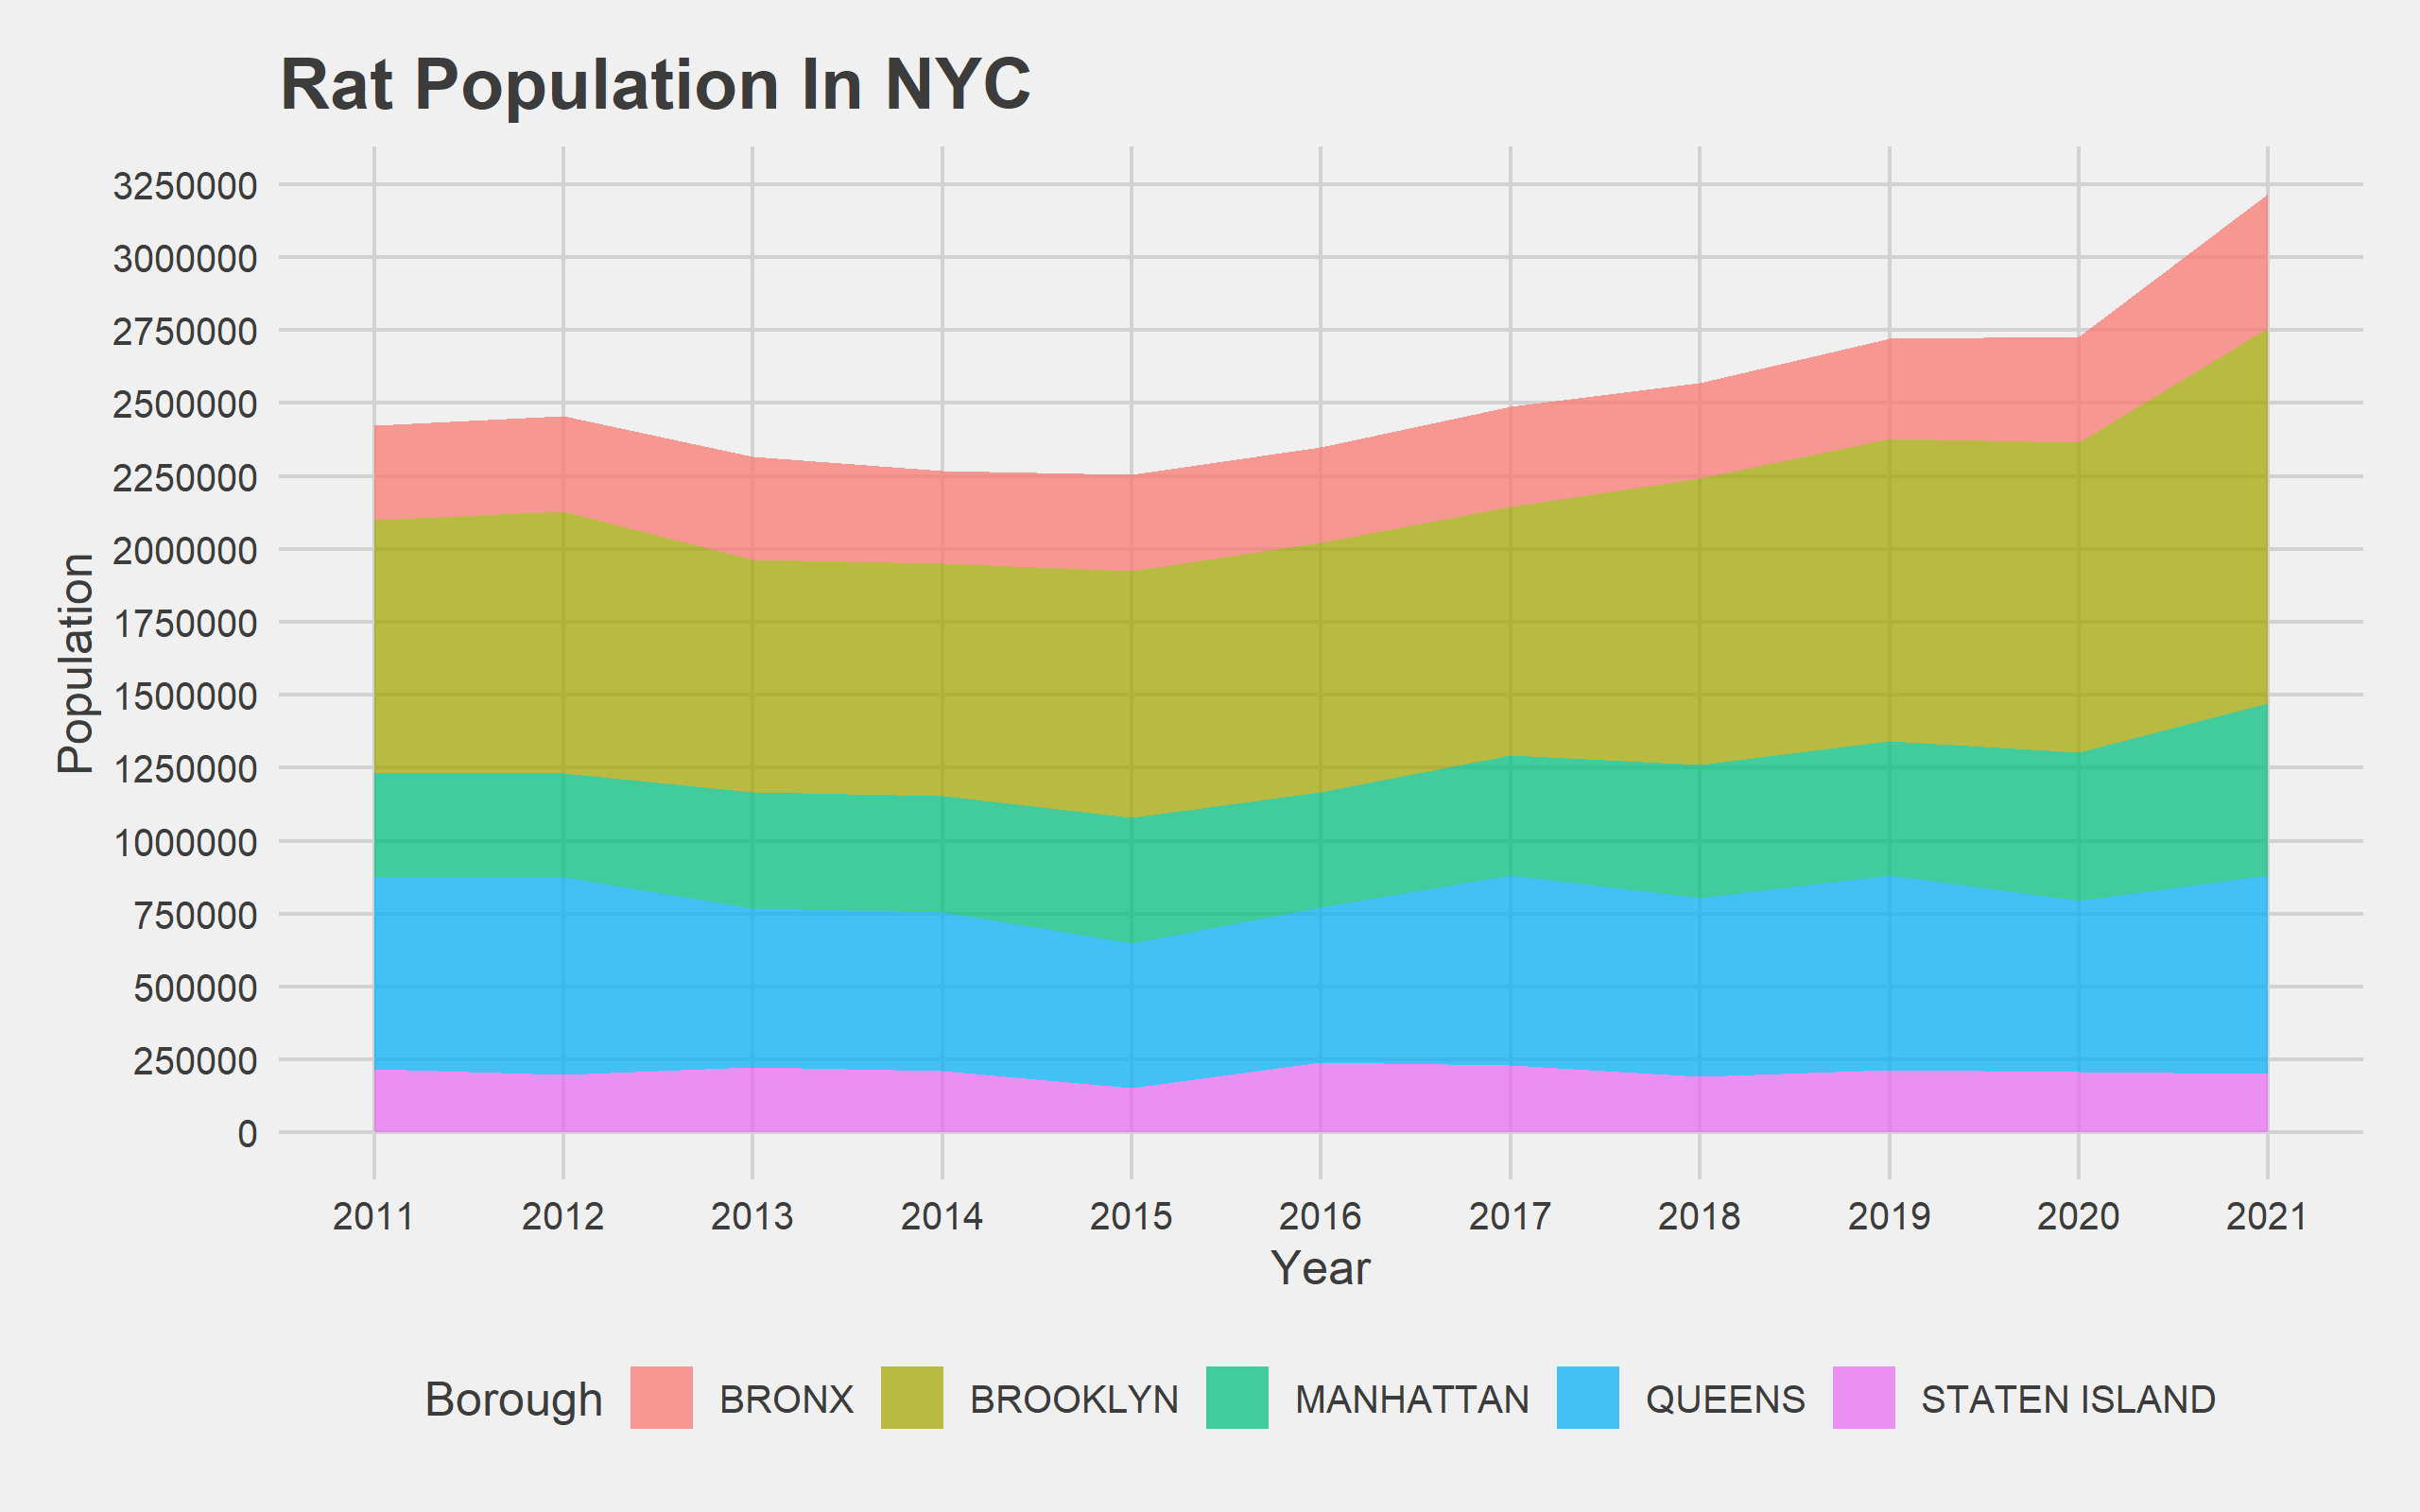 Rat Population In NYC
3250000
3000000
2750000
2500000
2250000
2000000
1750000
1500000
1250000
1000000
750000
500000
250000
0
Population
2011 2012 2013 2014 2015 2016 2017 2018 2019 2020 2021
Year
Borough BRONX BROOKLYN MANHATTAN QUEENS STATEN ISLAND